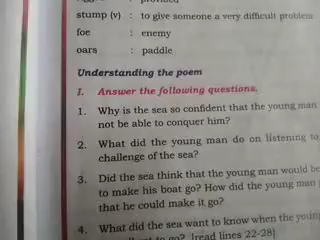 stump (v) : to give someone a very difficult problem
foe : enemy
oars : paddle
Understanding the poem
I. Answer the following questions.
1. Why is the sea so confident that the young man
not be able to conquer him?
2. What did the young man do on listening to
challenge of the sea?
3. Did the sea think that the young man would be
to make his boat go? How did the young man
that he could make it go?
4. What did the sea want to know when the young
to go? [read lines 22-28]